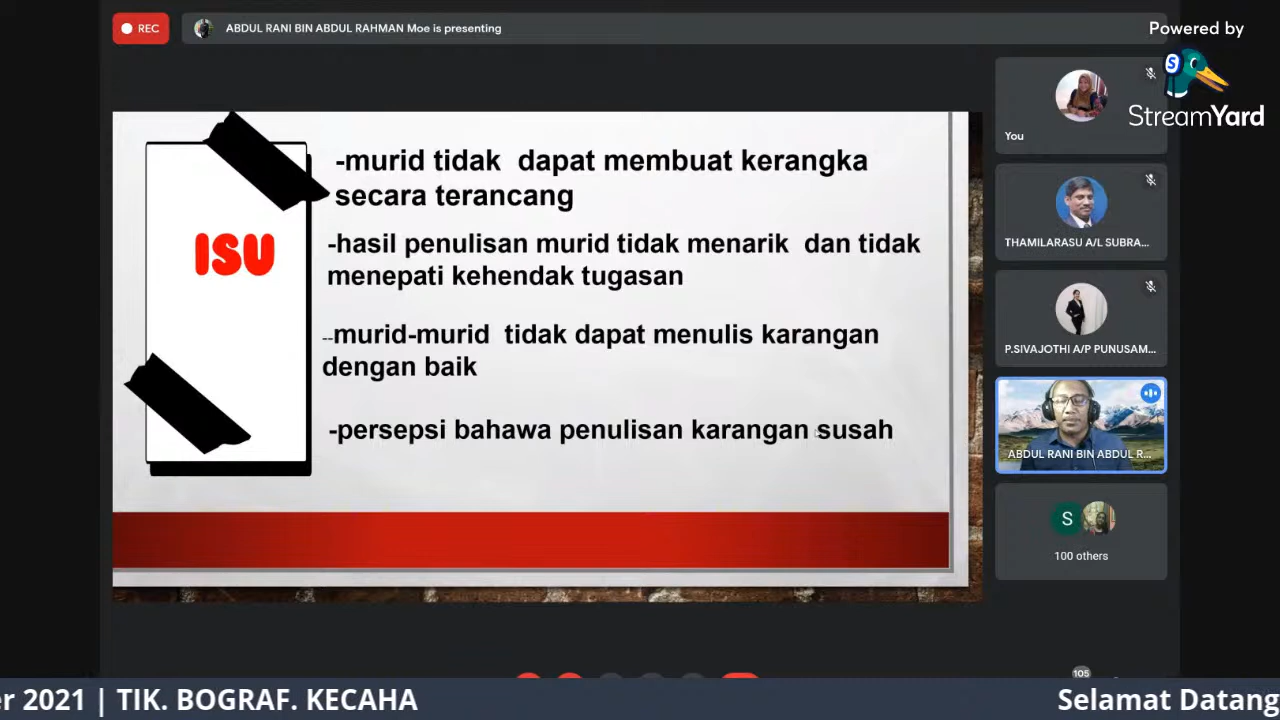 REC
ABDUL RANI BIN ABDUL RAHMAN Moe is presenting
Powered by
S
StreamYard
You
THAMILARASU A/L SUBRA...
P.SIVAJOTHI A/P PUNUSAM...
ABDUL RANI BIN ABDUL R...
S
100 others
ISU
-murid tidak dapat membuat kerangka
secara terancang
-hasil penulisan murid tidak menarik dan tidak
menepati kehendak tugasan
--murid-murid tidak dapat menulis karangan
dengan baik
-persepsi bahawa penulisan karangan susah
105
er 2021 | TIK. BOGRAF. KECAHA
Selamat Datang